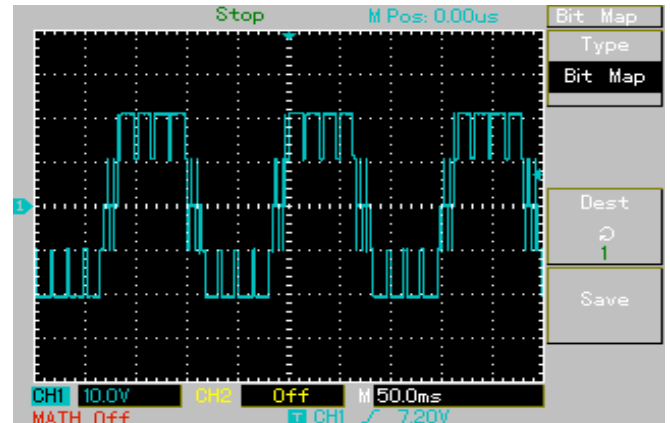 Stop M Pos: 0.00us Bit Map
Type
Bit Map
1
Dest
1
Save
CH1 10.0V CH2 Off M 50.0ms
MATH Off T CH1 7.20V